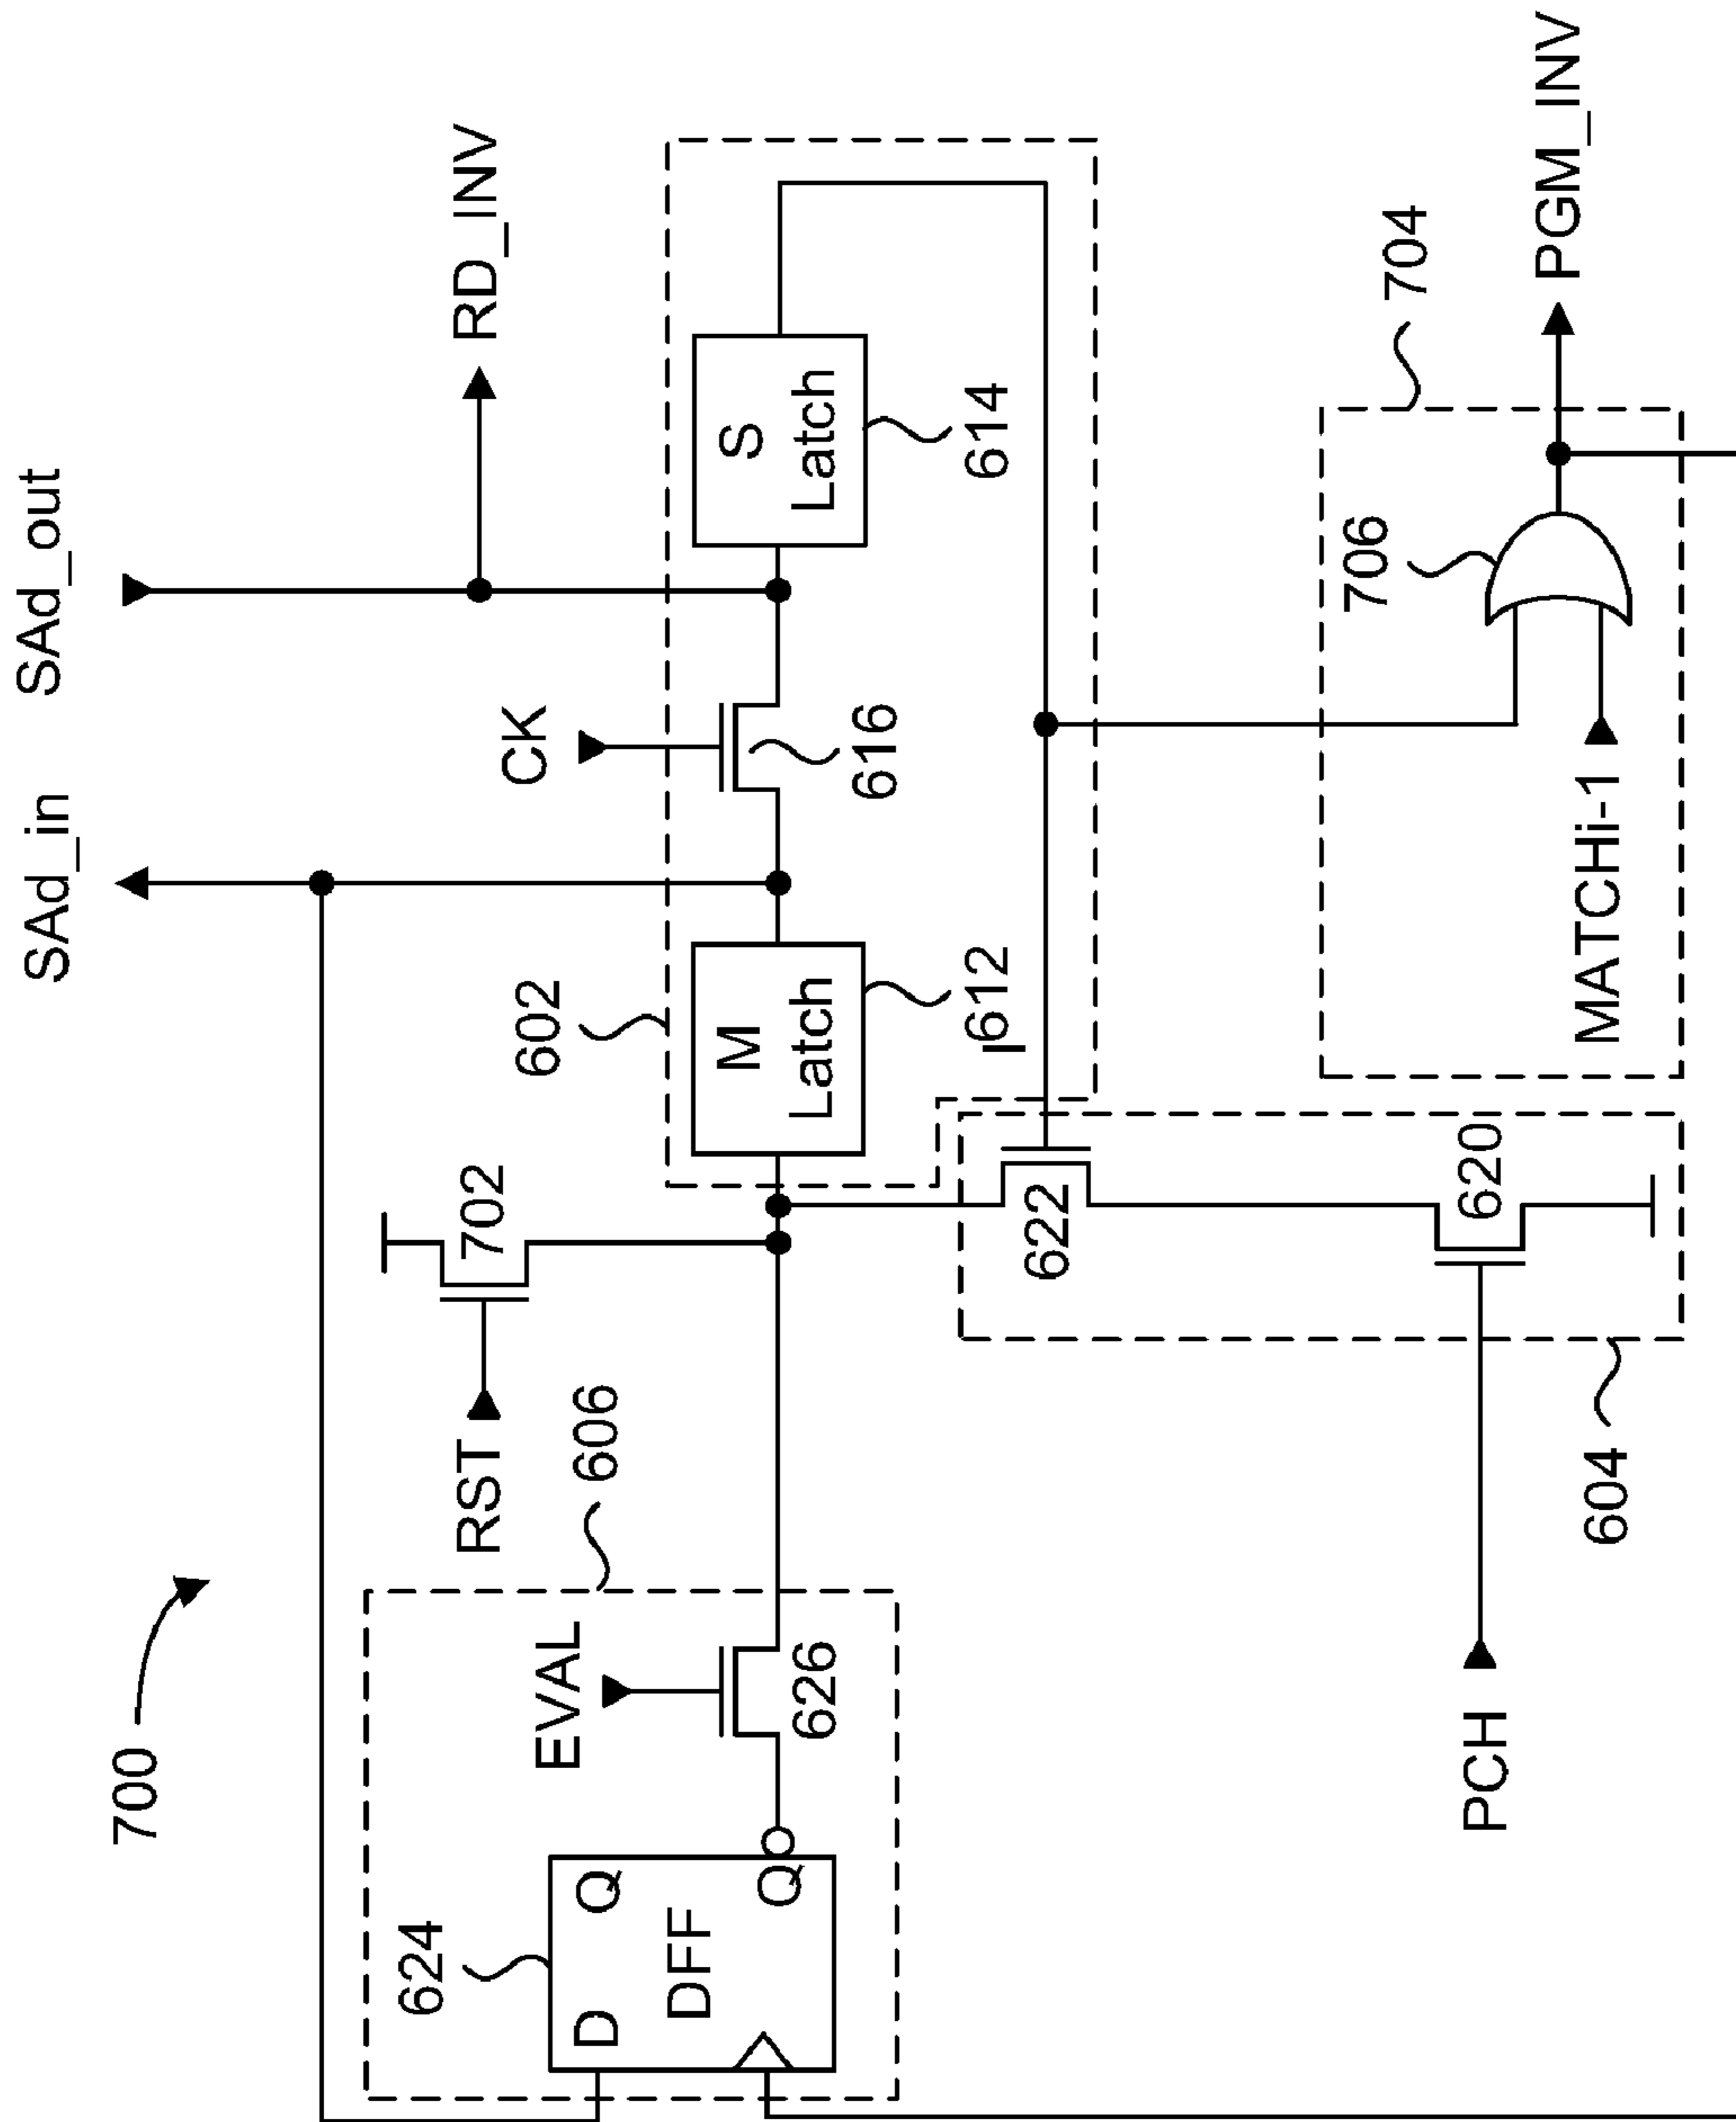 700
SAd_in
SAd_out
RD_INV
RST
702
CK
602
606
EVAL
624
D
Q
DFF
Q
626
M
Latch
S
Latch
616
612
614
622
620
604
PCH
MATCHi-1
706
704
PGM_INV